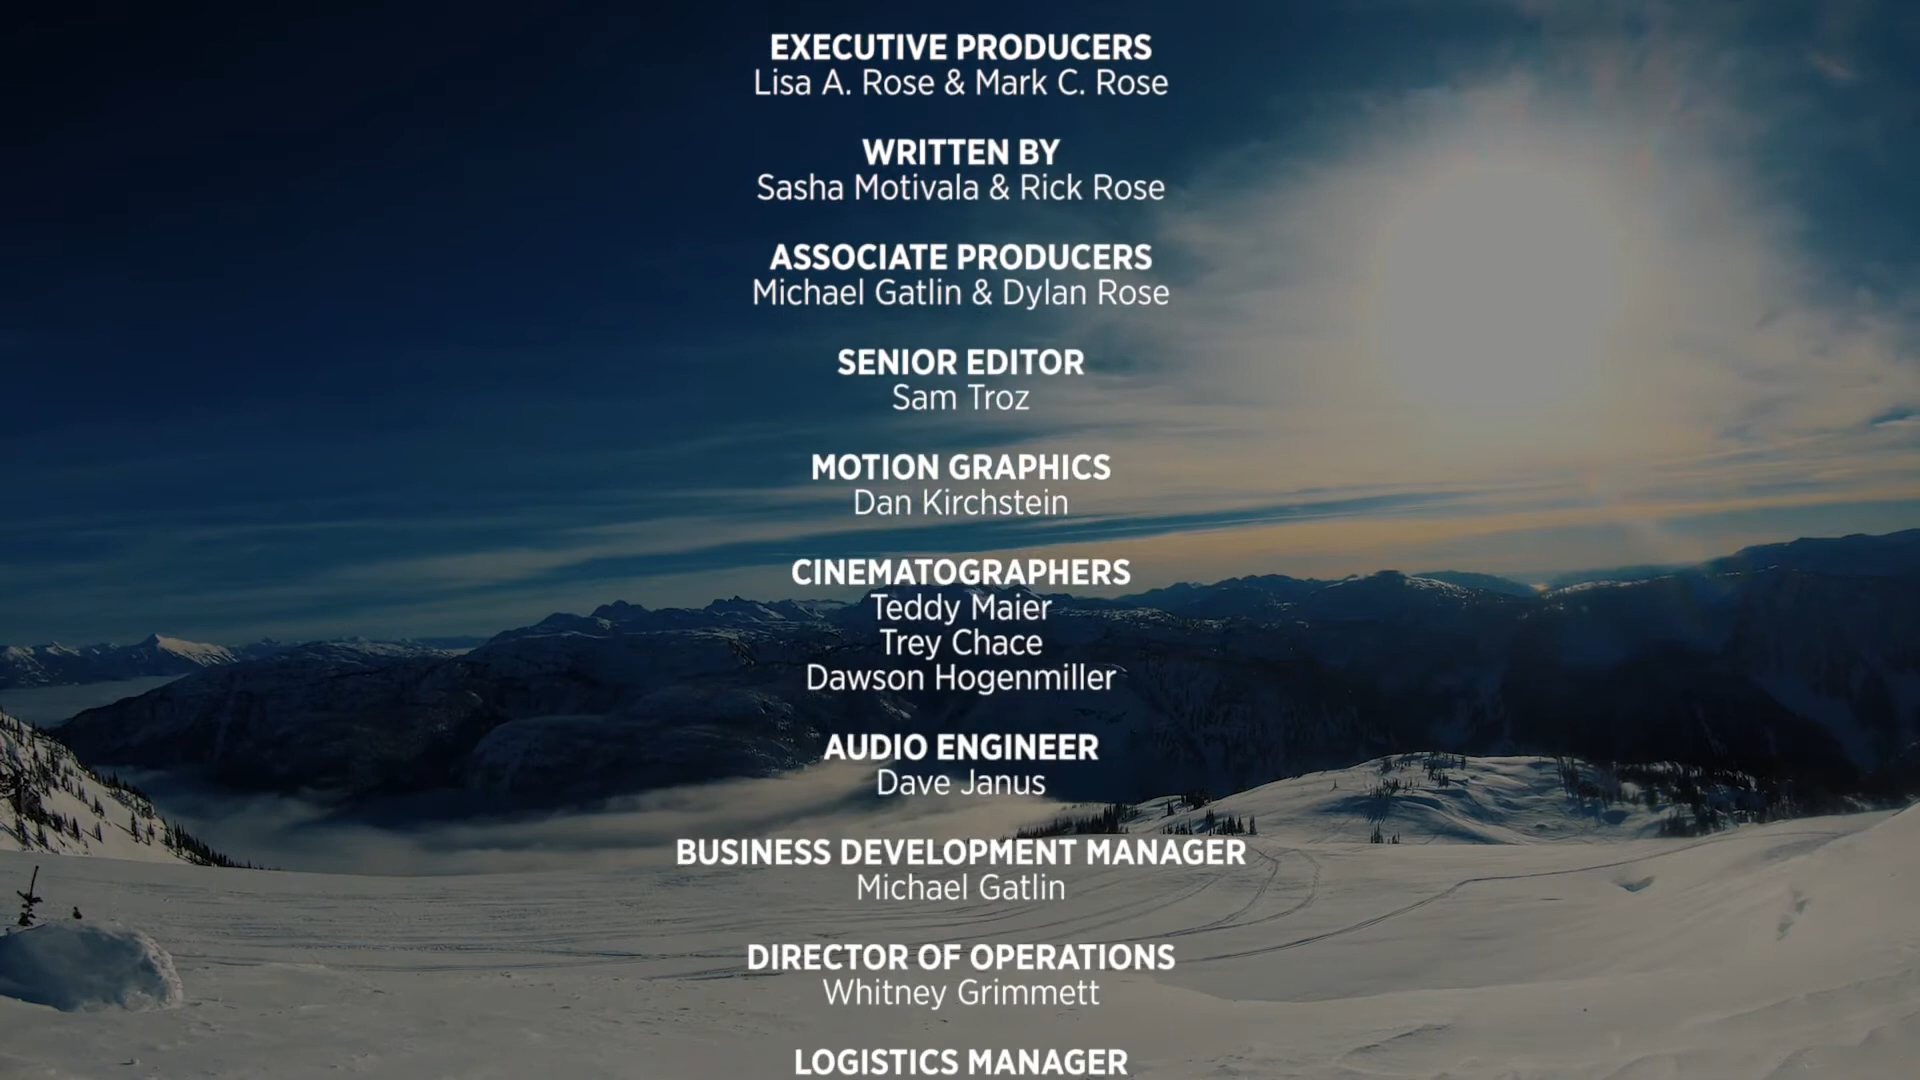 EXECUTIVE PRODUCERS
Lisa A. Rose & Mark C. Rose
WRITTEN BY
Sasha Motivala & Rick Rose
ASSOCIATE PRODUCERS
Michael Gatlin & Dylan Rose
SENIOR EDITOR
Sam Troz
MOTION GRAPHICS
Dan Kirchstein
CINEMATOGRAPHERS
Teddy Maier
Trey Chace
Dawson Hogenmiller
AUDIO ENGINEER
Dave Janus
BUSINESS DEVELOPMENT MANAGER
Michael Gatlin
DIRECTOR OF OPERATIONS
Whitney Grimmett
LOGISTICS MANAGER